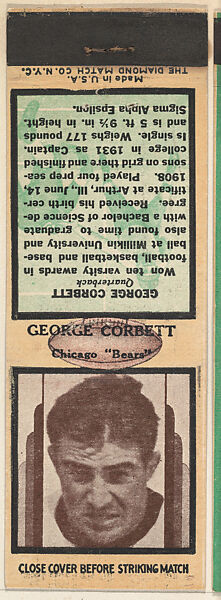 Made in U.S.A.
THE DIAMOND MATCH CO. N.Y.C.
GEORGE CORBETT
Quarterback
Won ten varsity awards in
football, basketball and base-
ball at Millikin University and
also found time to graduate
with a Bachelor of Science de-
gree. Received his birth cer-
tificate at Arthur, Ill., June 14,
1908. Played four prep sea-
sons on grid there and finished
college in 1931 as Captain.
Is single. Weighs 177 pounds
is 5 ft. 9½ in. in height.
Sigma Alpha Epsilon.
GEORGE CORBETT
Chicago "Bears"
CLOSE COVER BEFORE STRIKING MATCH